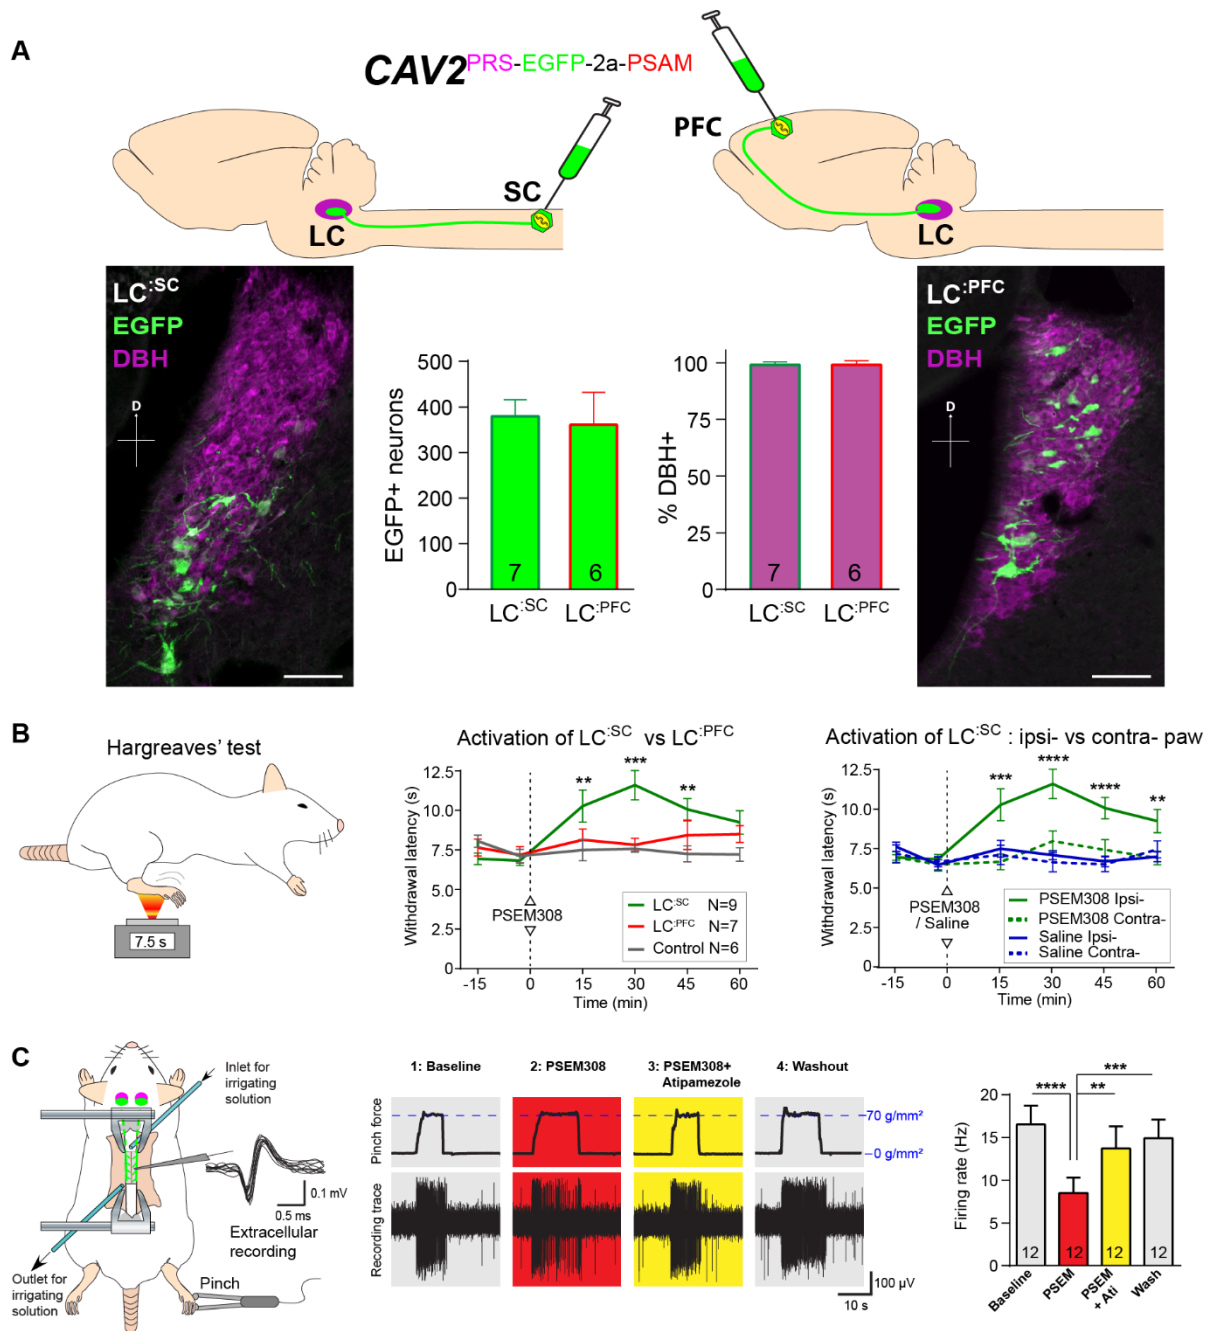 A
CAV2PRS-EGFP-2a-PSAM
SC
LC
PFC
LC
LC:SC
EGFP
DBH
D
500
400
300
200
100
0
EGFP+ neurons
7
6
LC:SC
LC:PFC
100
75
50
25
0
% DBH+
7
6
LC:SC
LC:PFC
LC:PFC
EGFP
DBH
D
B
Hargreaves' test
7.5 s
Activation of LC:SC vs LC:PFC
Withdrawal latency (s)
12.5
10.0
7.5
5.0
2.5
0.0
** *** **
PSEM308
LC:SC N=9
LC:PFC N=7
Control N=6
-15 0 15 30 45 60
Time (min)
Activation of LC:SC : ipsi- vs contra- paw
Withdrawal latency (s)
12.5
10.0
7.5
5.0
2.5
0.0
*** **** **** **
PSEM308
/ Saline
PSEM308 Ipsi-
PSEM308 Contra-
Saline Ipsi-
Saline Contra-
-15 0 15 30 45 60
Time (min)
C
Inlet for
irrigating
solution
0.1 mV
0.5 ms
Extracellular
recording
Outlet for
irrigating
solution
Pinch
1: Baseline
2: PSEM308
3: PSEM308+
Atipamezole
4: Washout
Pinch force
70 g/mm²
0 g/mm²
Recording trace
100 µV
10 s
Firing rate (Hz)
20
15
10
5
0
**** ** ***
12
12
12
12
Baseline
PSEM
PSEM
+ Ati
Wash